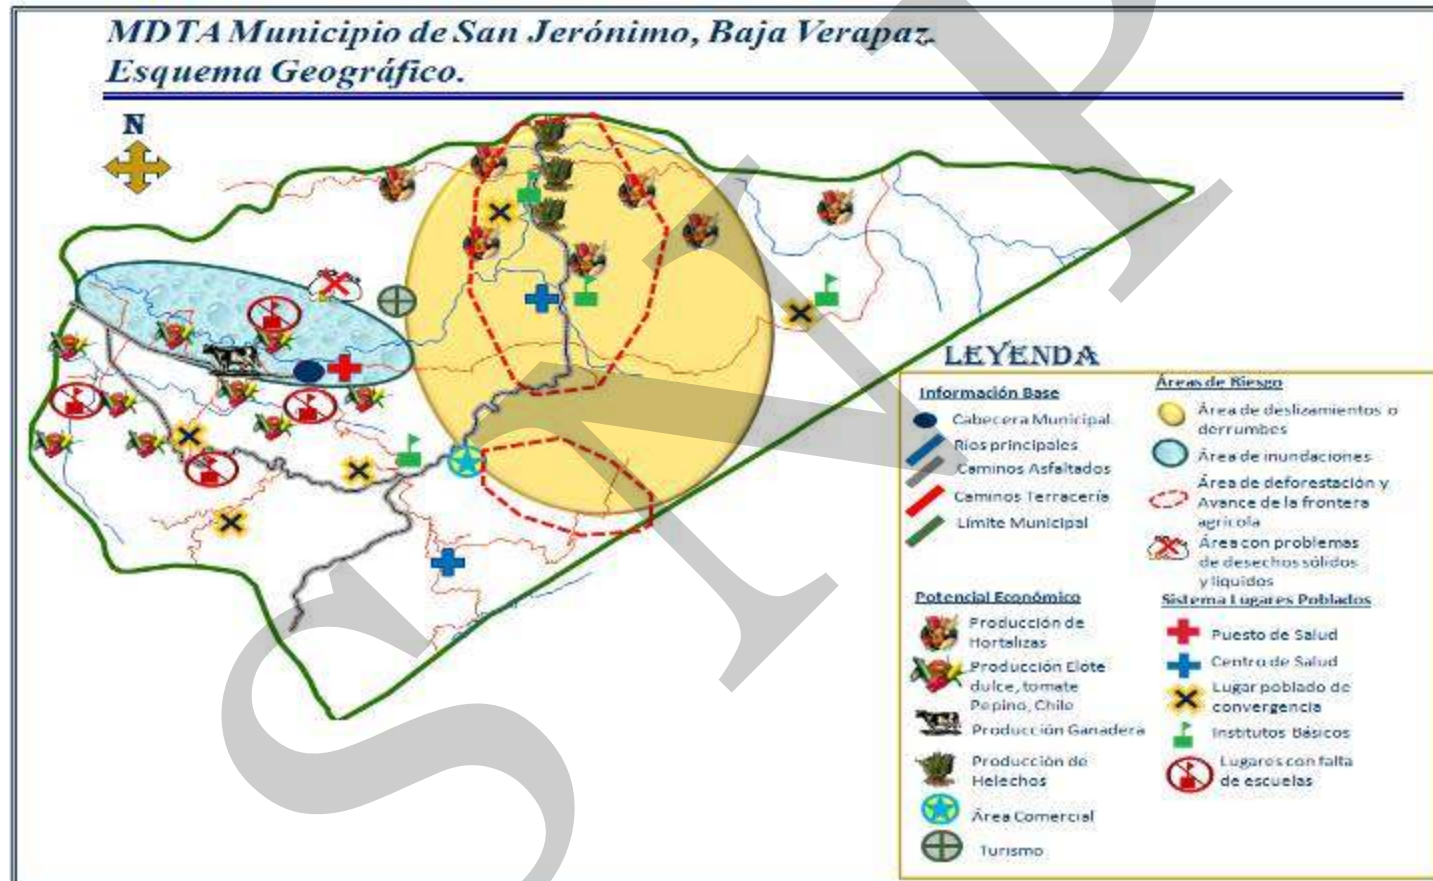 MDTA Municipio de San Jerónimo, Baja Verapaz.
Esquema Geográfico.
N
LEYENDA
Información Base
Cabecera Municipal
Ríos principales
Caminos Asfaltados
Caminos Terracería
Límite Municipal
Áreas de Riesgo
Área de deslizamientos o
derrumbes
Área de inundaciones
Área de deforestación y
Avance de la frontera
agrícola
Área con problemas
de desechos sólidos
y líquidos
Potencial Económico
Producción de
Hortalizas
Producción Elote
dulce, tomate
Pepino, Chile
Producción Ganadera
Producción de
Helechos
Área Comercial
Turismo
Sistema Lugares Poblados
Puesto de Salud
Centro de Salud
Lugar poblado de
convergencia
Institutos Básicos
Lugares con falta
de escuelas